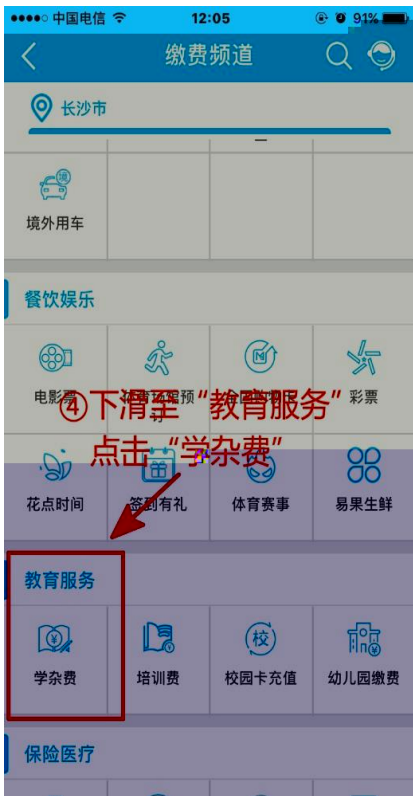 中国电信 12:05 91%
缴费频道
长沙市
境外用车
餐饮娱乐
电影票 彩票
④下滑至“教育服务”
点击“学杂费”
花点时间 签到有礼 体育赛事 易果生鲜
教育服务
学杂费 培训费 校园卡充值 幼儿园缴费
保险医疗